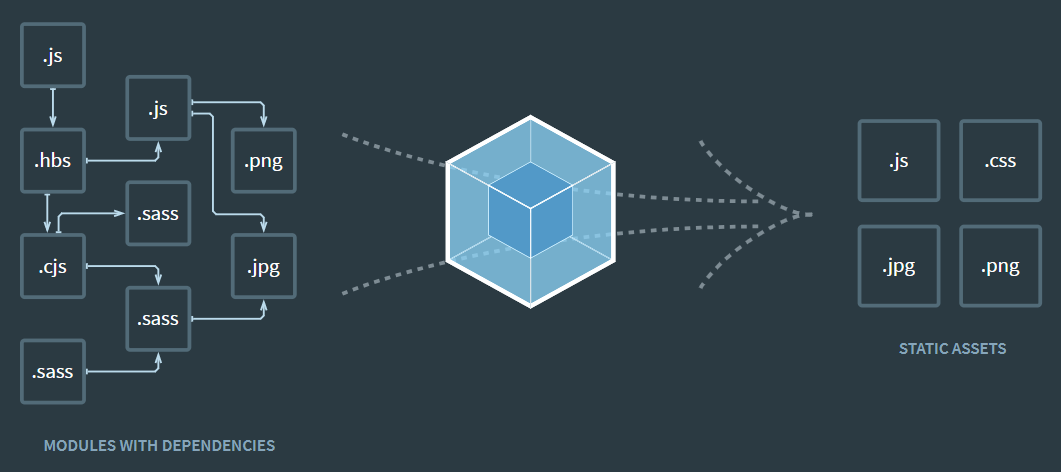 .js
.js
.hbs
.png
.sass
.cjs
.jpg
.sass
.sass
MODULES WITH DEPENDENCIES
.js
.css
.jpg
.png
STATIC ASSETS